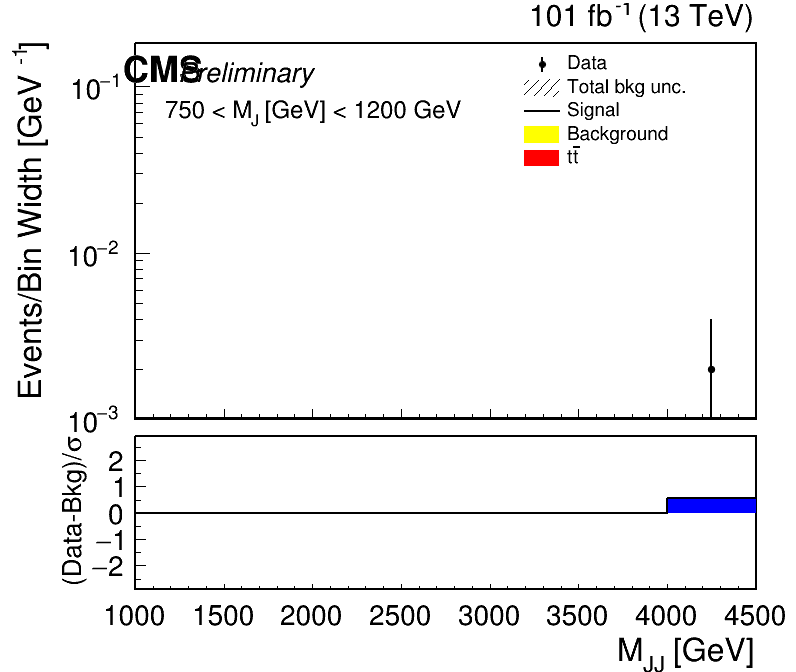 101 fb⁻¹ (13 TeV)
CMS Preliminary
750 < M_J [GeV] < 1200 GeV
Data
Total bkg unc.
Signal
Background
tt̄
Events/Bin Width [GeV⁻¹]
10⁻¹
10⁻²
10⁻³
(Data-Bkg)/σ
2
1
0
−1
−2
1000 1500 2000 2500 3000 3500 4000 4500
M_JJ [GeV]